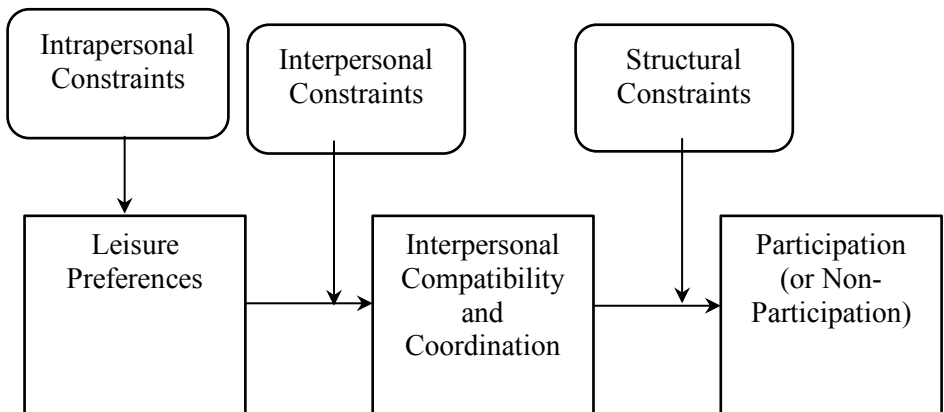 Intrapersonal
Constraints
Interpersonal
Constraints
Structural
Constraints
Leisure
Preferences
Interpersonal
Compatibility
and
Coordination
Participation
(or Non-
Participation)